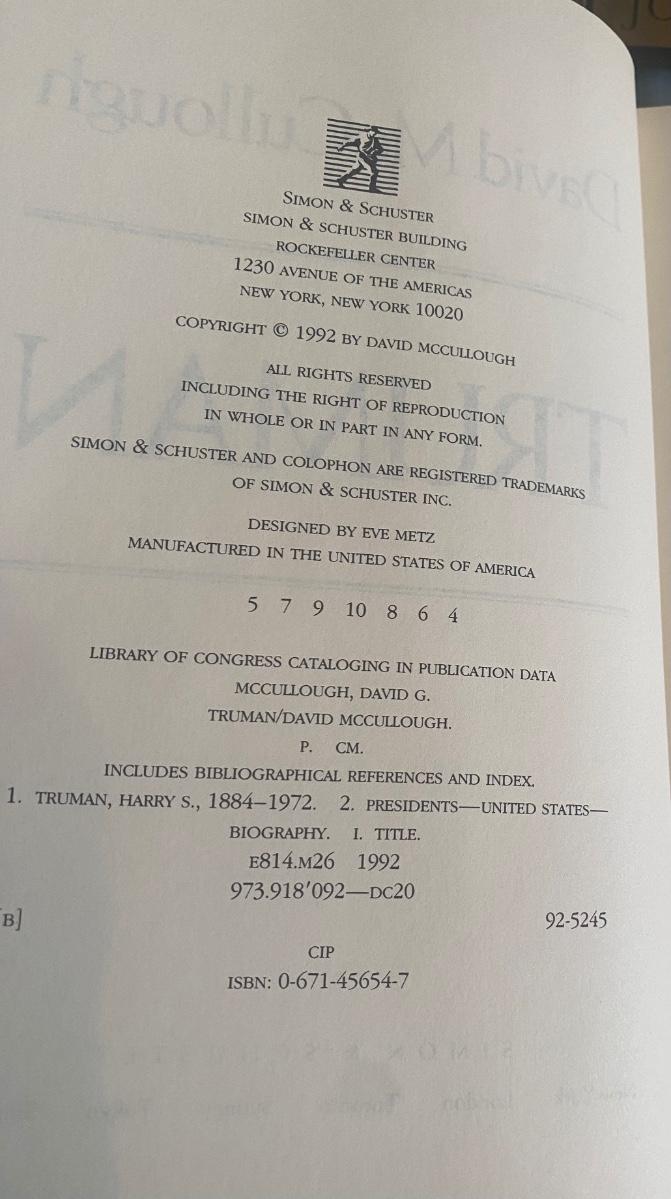 SIMON & SCHUSTER
SIMON & SCHUSTER BUILDING
ROCKEFELLER CENTER
1230 AVENUE OF THE AMERICAS
NEW YORK, NEW YORK 10020
COPYRIGHT © 1992 BY DAVID MCCULLOUGH
ALL RIGHTS RESERVED
INCLUDING THE RIGHT OF REPRODUCTION
IN WHOLE OR IN PART IN ANY FORM.
SIMON & SCHUSTER AND COLOPHON ARE REGISTERED TRADEMARKS
OF SIMON & SCHUSTER INC.
DESIGNED BY EVE METZ
MANUFACTURED IN THE UNITED STATES OF AMERICA
5 7 9 10 8 6 4
LIBRARY OF CONGRESS CATALOGING IN PUBLICATION DATA
MCCULLOUGH, DAVID G.
TRUMAN/DAVID MCCULLOUGH.
P. CM.
INCLUDES BIBLIOGRAPHICAL REFERENCES AND INDEX.
1. TRUMAN, HARRY S., 1884–1972. 2. PRESIDENTS—UNITED STATES—
BIOGRAPHY. I. TITLE.
E814.M26 1992
973.918'092—DC20
[B] 92-5245
CIP
ISBN: 0-671-45654-7